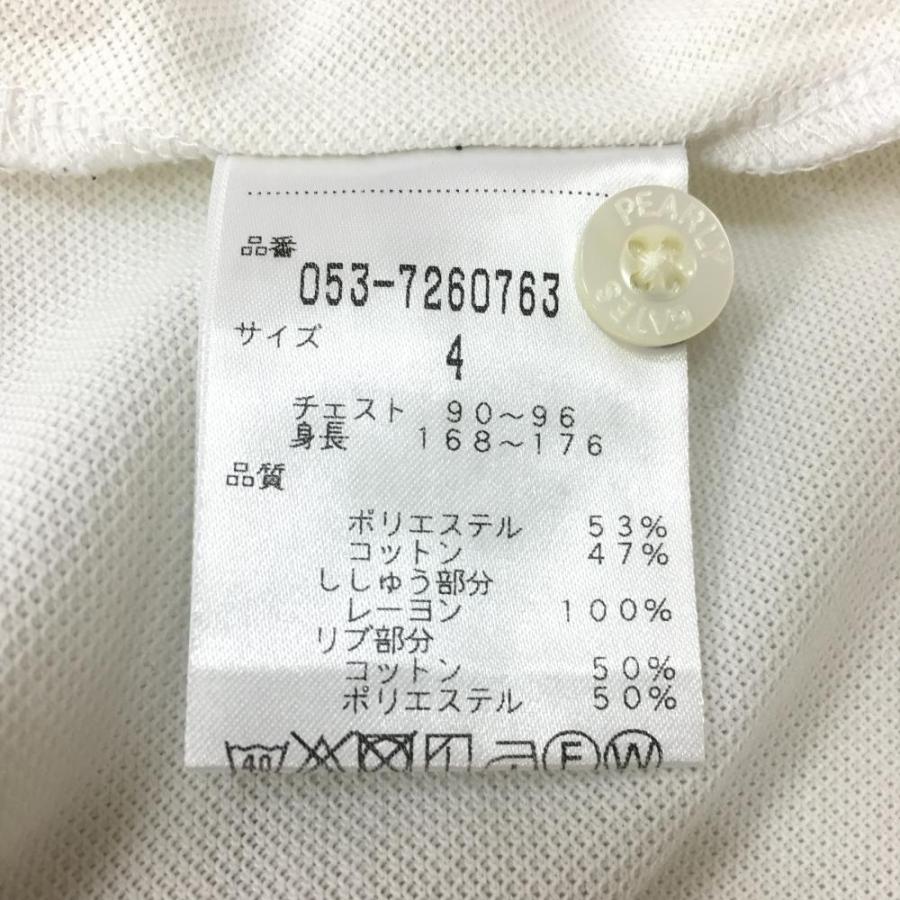 品番
053-7260763
サイズ
4
チェスト 90～96
身長 168～176
品質
ポリエステル 53%
コットン 47%
ししゅう部分
レーヨン 100%
リブ部分
コットン 50%
ポリエステル 50%
40 F W
PEARLY GATES